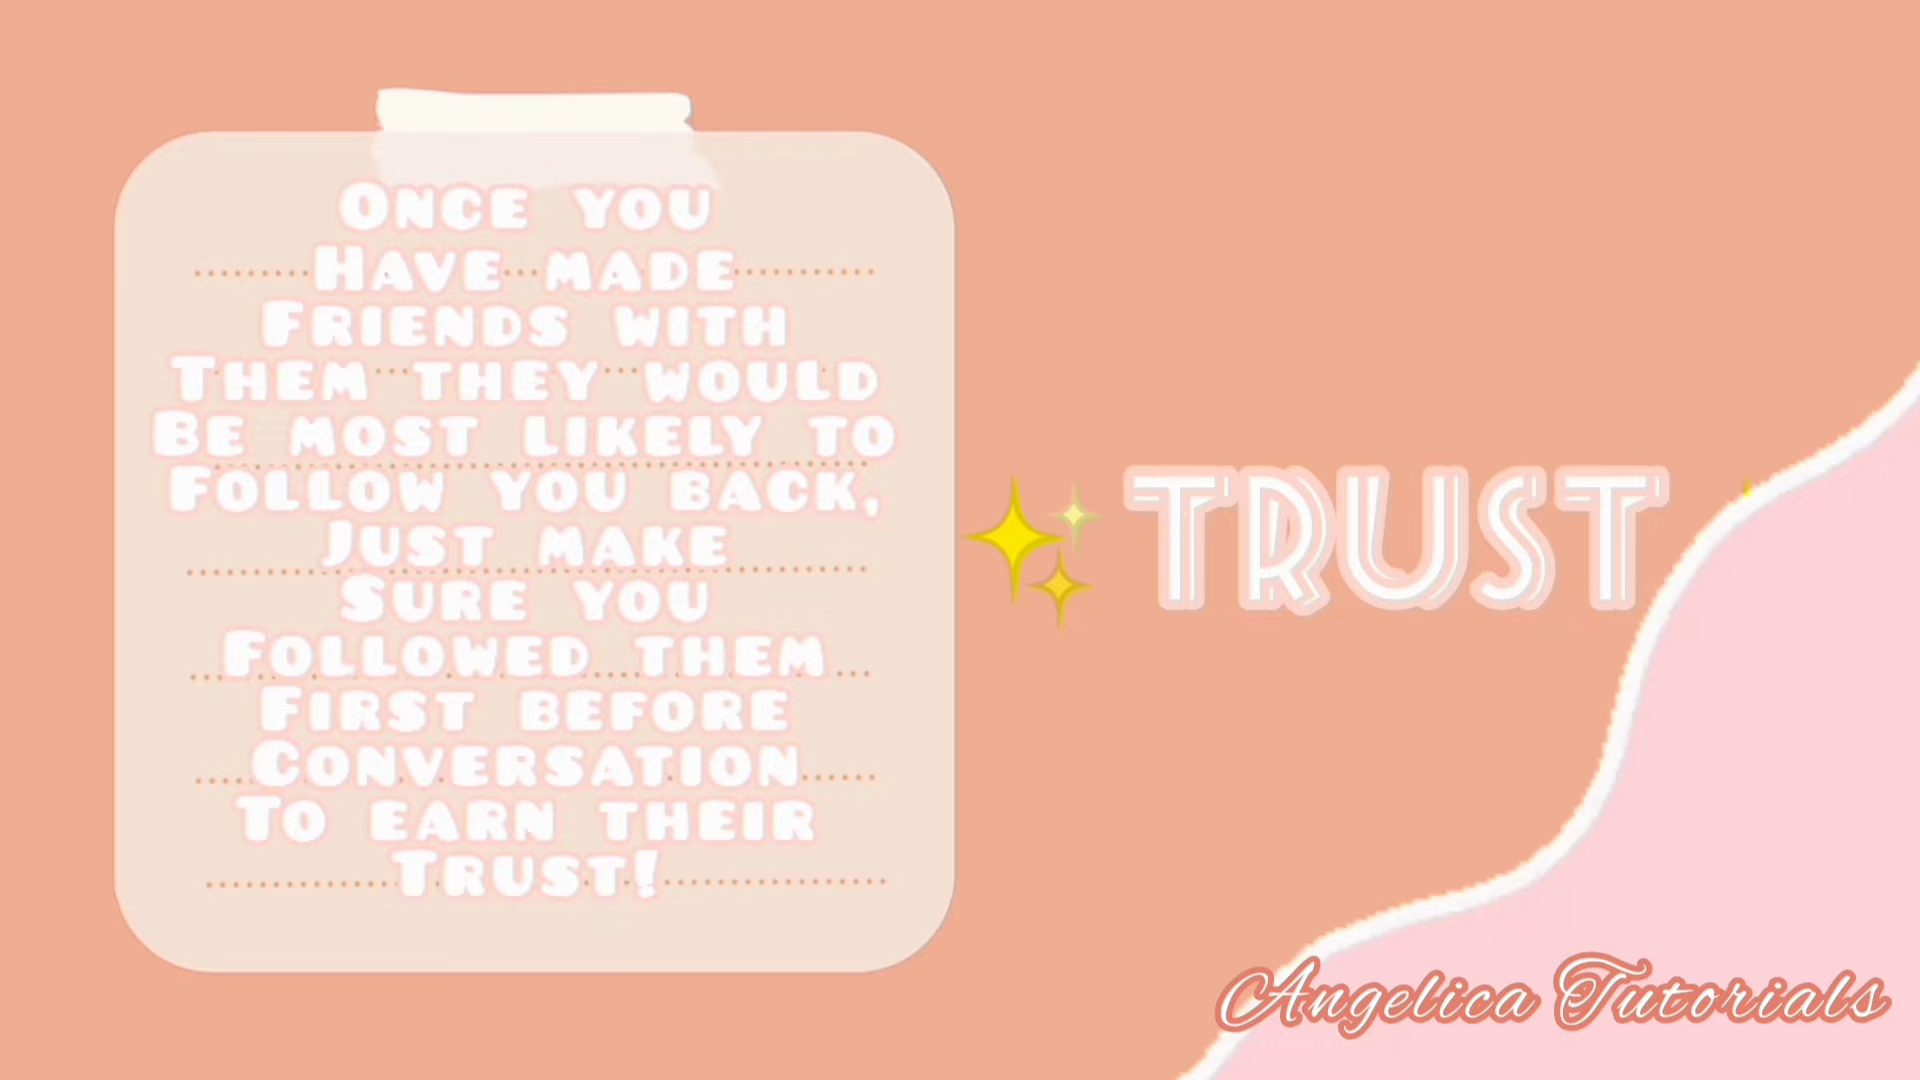 Once you
Have made
Friends with
Them they would
Be most likely to
Follow you back,
Just make
Sure you
Followed them
First before
Conversation
To earn their
Trust!
TRUST
Angelica Tutorials